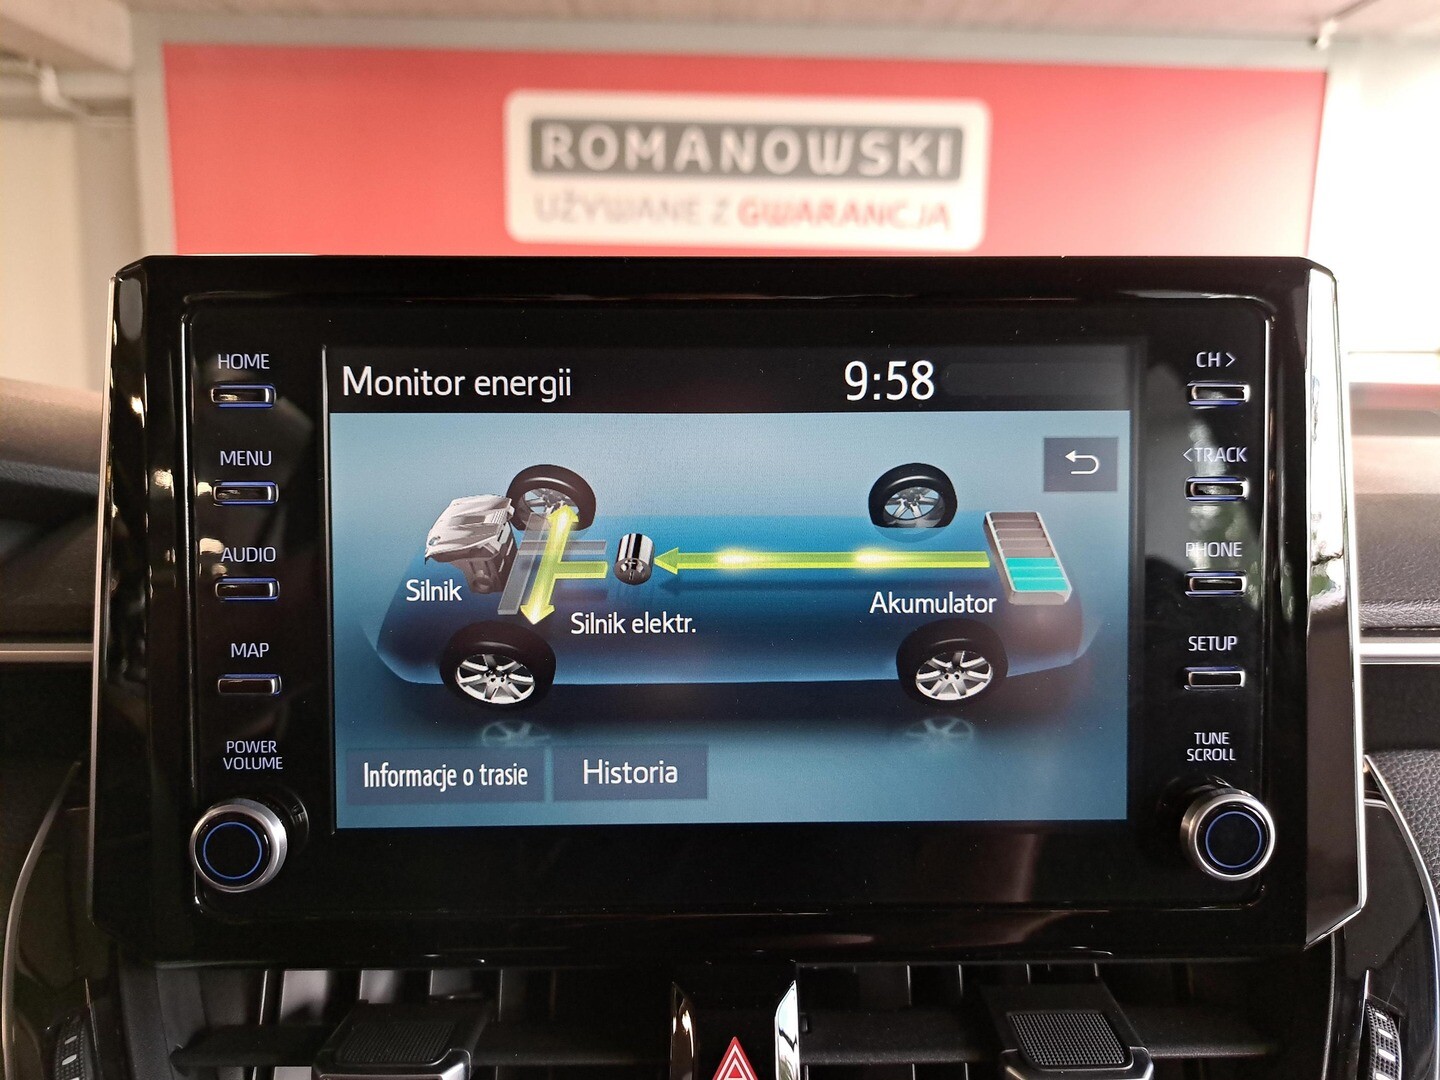 ROMANOWSKI
UŻYWANE Z GWARANCJĄ
HOME
MENU
AUDIO
MAP
POWER
VOLUME
Monitor energii
9:58
Silnik
Silnik elektr.
Akumulator
Informacje o trasie
Historia
CH >
<TRACK
PHONE
SETUP
TUNE
SCROLL